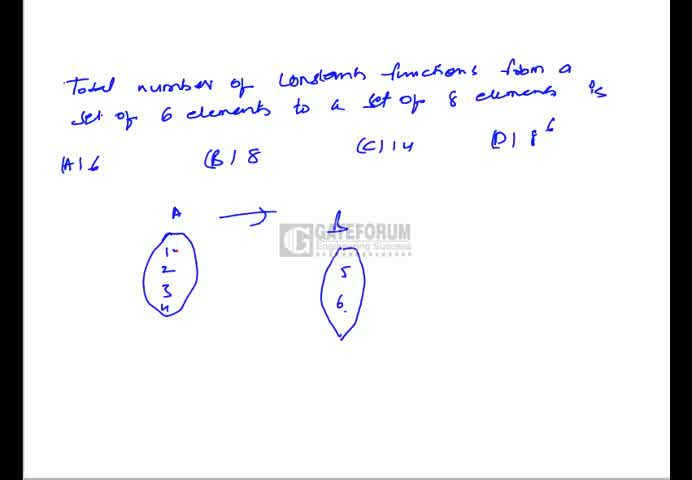 Total number of constant functions from a
set of 6 elements to a set of 8 elements is
(A) 6 (B) 8 (C) 14 (D) 8^6
A → B
GATEFORUM
Engineering Success
1
2 5
3
4 6